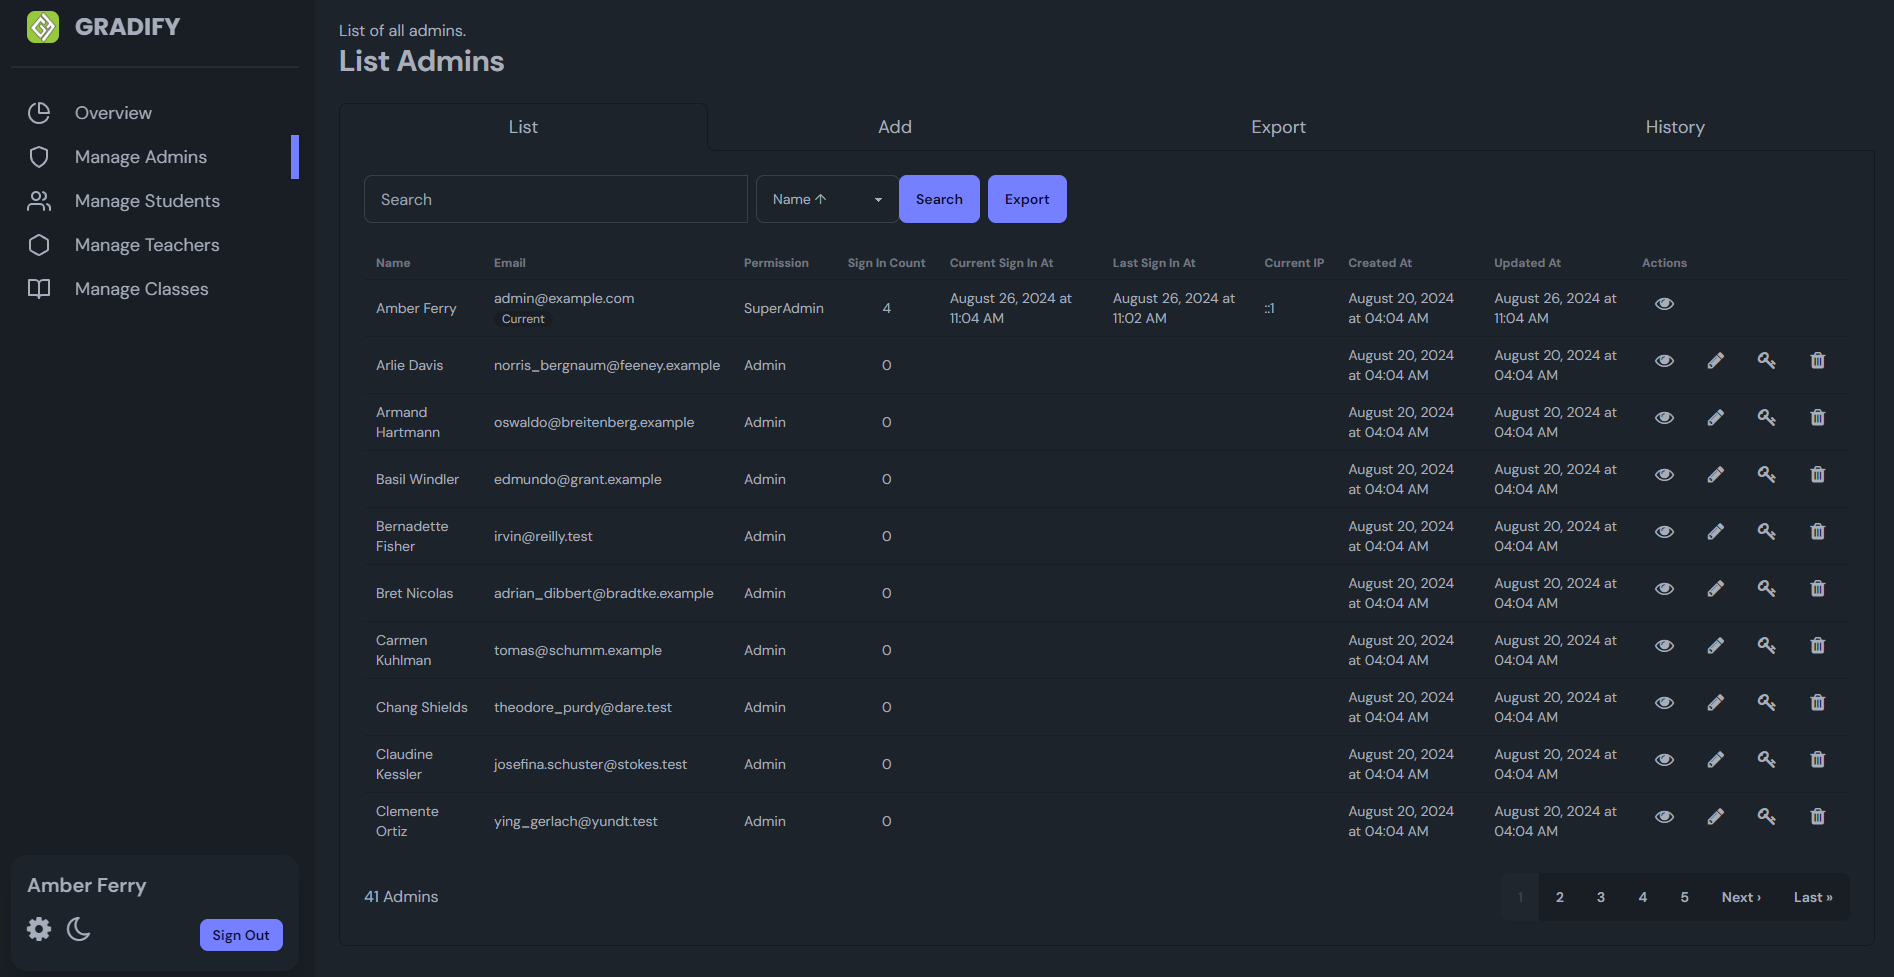 GRADIFY
Overview
Manage Admins
Manage Students
Manage Teachers
Manage Classes
Amber Ferry
Sign Out
List of all admins.
List Admins
List Add Export History
Search Name ↑ Search Export
Name Email Permission Sign In Count Current Sign In At Last Sign In At Current IP Created At Updated At Actions
Amber Ferry admin@example.com Current SuperAdmin 4 August 26, 2024 at 11:04 AM August 26, 2024 at 11:02 AM ::1 August 20, 2024 at 04:04 AM August 26, 2024 at 11:04 AM
Arlie Davis norris_bergnaum@feeney.example Admin 0 August 20, 2024 at 04:04 AM August 20, 2024 at 04:04 AM
Armand Hartmann oswaldo@breitenberg.example Admin 0 August 20, 2024 at 04:04 AM August 20, 2024 at 04:04 AM
Basil Windler edmundo@grant.example Admin 0 August 20, 2024 at 04:04 AM August 20, 2024 at 04:04 AM
Bernadette Fisher irvin@reilly.test Admin 0 August 20, 2024 at 04:04 AM August 20, 2024 at 04:04 AM
Bret Nicolas adrian_dibbert@bradtke.example Admin 0 August 20, 2024 at 04:04 AM August 20, 2024 at 04:04 AM
Carmen Kuhlman tomas@schumm.example Admin 0 August 20, 2024 at 04:04 AM August 20, 2024 at 04:04 AM
Chang Shields theodore_purdy@dare.test Admin 0 August 20, 2024 at 04:04 AM August 20, 2024 at 04:04 AM
Claudine Kessler josefina.schuster@stokes.test Admin 0 August 20, 2024 at 04:04 AM August 20, 2024 at 04:04 AM
Clemente Ortiz ying_gerlach@yundt.test Admin 0 August 20, 2024 at 04:04 AM August 20, 2024 at 04:04 AM
41 Admins
1 2 3 4 5 Next › Last »